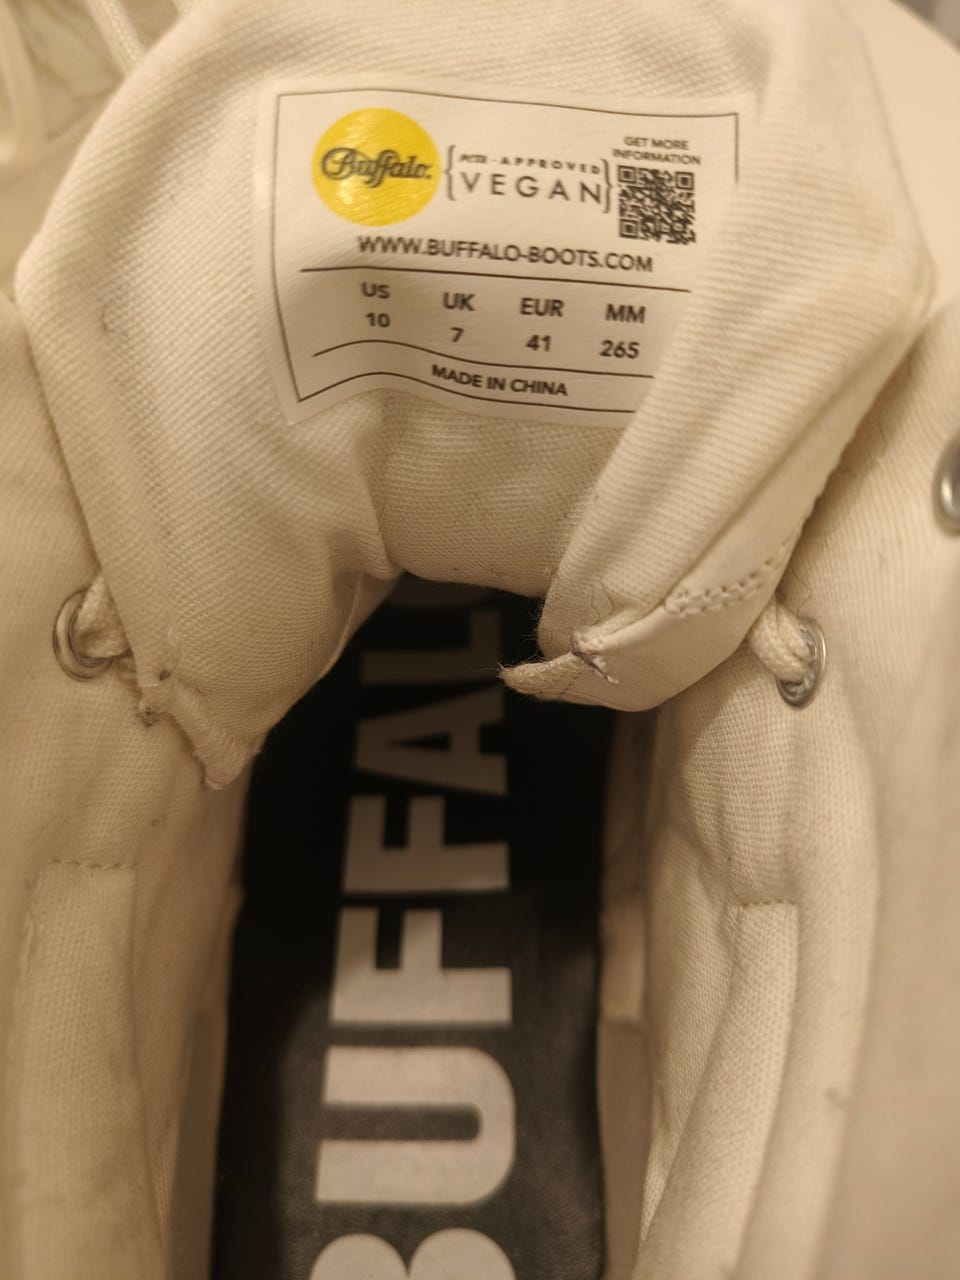 Buffalo.
PETA - APPROVED
VEGAN
GET MORE
INFORMATION
WWW.BUFFALO-BOOTS.COM
US UK EUR MM
10 7 41 265
MADE IN CHINA
BUFFALO